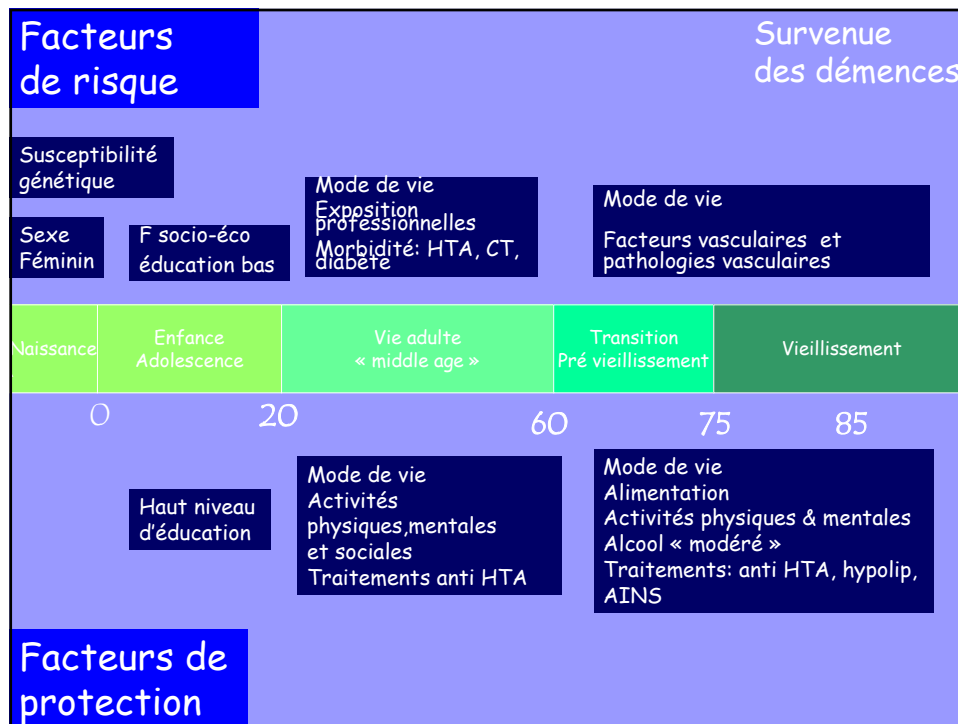 Facteurs
de risque
Survenue
des démences
Susceptibilité
génétique
Sexe
Féminin
F socio-éco
éducation bas
Mode de vie
Exposition
professionnelles
Morbidité: HTA, CT,
diabète
Mode de vie
Facteurs vasculaires et
pathologies vasculaires
Naissance
Enfance
Adolescence
Vie adulte
« middle age »
Transition
Pré vieillissement
Vieillissement
0
20
60
75
85
Haut niveau
d'éducation
Mode de vie
Activités
physiques,mentales
et sociales
Traitements anti HTA
Mode de vie
Alimentation
Activités physiques & mentales
Alcool « modéré »
Traitements: anti HTA, hypolip,
AINS
Facteurs de
protection